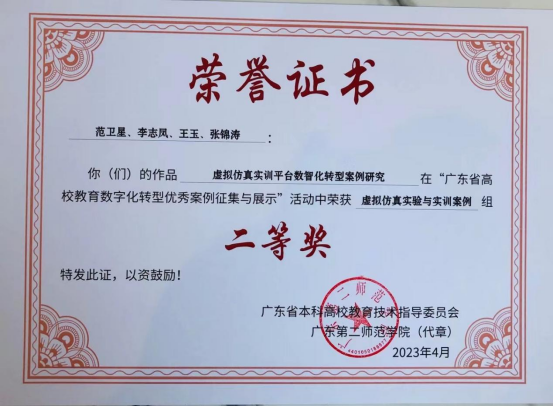 荣誉证书
范卫星、李志凤、王玉、张锦涛：
你（们）的作品 虚拟仿真实训平台数智化转型案例研究 在“广东省高
校教育数字化转型优秀案例征集与展示”活动中荣获 虚拟仿真实验与实训案例 组
二等奖
特发此证，以资鼓励！
广东省本科高校教育技术指导委员会
广东第二师范学院（代章）
2023年4月